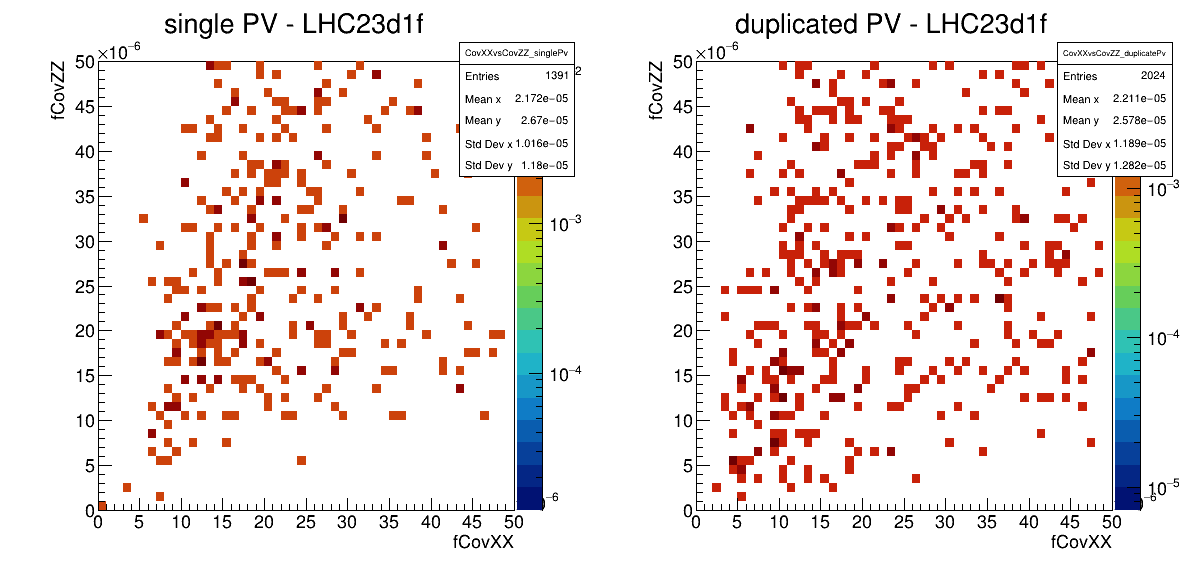 single PV - LHC23d1f
×10⁻⁶
fCovZZ
50
45
40
35
30
25
20
15
10
5
0
0 5 10 15 20 25 30 35 40 45 50
fCovXX
CovXXvsCovZZ_singlePv
Entries 1391
Mean x 2.172e−05
Mean y 2.67e−05
Std Dev x 1.016e−05
Std Dev y 1.18e−05
2
10⁻³
10⁻⁴
⁻⁶
duplicated PV - LHC23d1f
×10⁻⁶
fCovZZ
50
45
40
35
30
25
20
15
10
5
0
0 5 10 15 20 25 30 35 40 45 50
fCovXX
CovXXvsCovZZ_duplicatePv
Entries 2024
Mean x 2.211e−05
Mean y 2.578e−05
Std Dev x 1.189e−05
Std Dev y 1.282e−05
10⁻³
10⁻⁴
10⁻⁵
⁻⁶